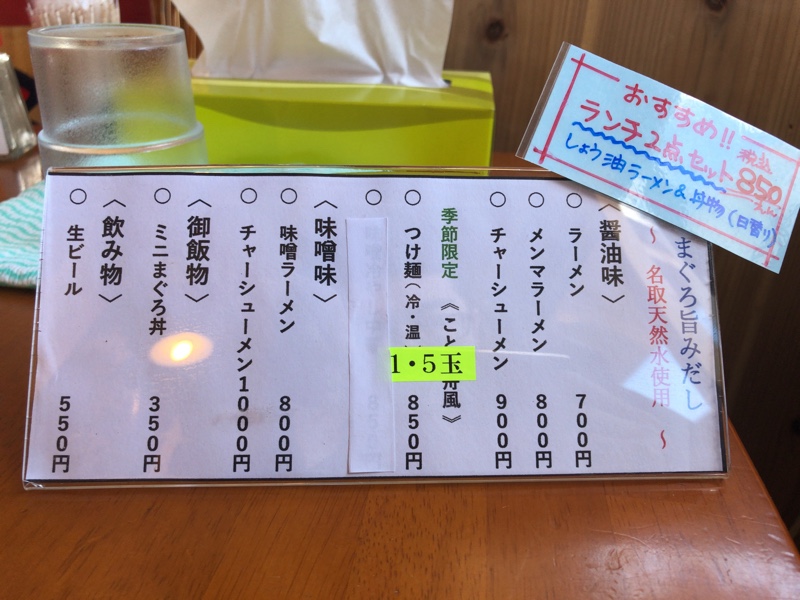 おすすめ!!
ランチ2点セット 税込850えん
しょう油ラーメン&丼物(日替り)
まぐろ旨みだし
～ 名取天然水使用 ～
〈醤油味〉
○ ラーメン 700円
○ メンマラーメン 800円
○ チャーシューメン 900円
季節限定 《こと 舟風》
○ つけ麺(冷・温 850円
1・5玉
○
〈味噌味〉
○ 味噌ラーメン 800円
○ チャーシューメン1000円
〈御飯物〉
○ ミニまぐろ丼 350円
〈飲み物〉
○ 生ビール 550円